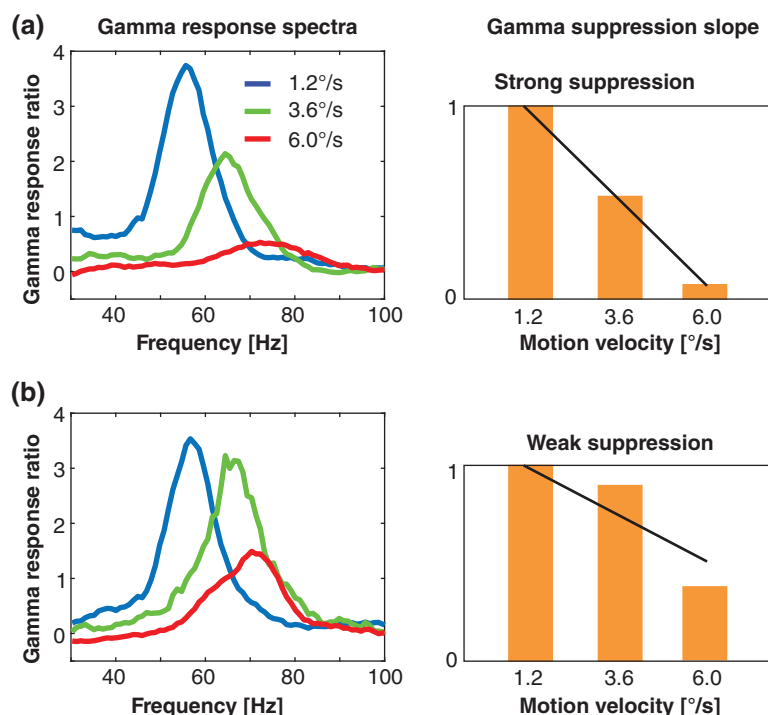 (a)
Gamma response spectra
Gamma suppression slope
Gamma response ratio
4
3
2
1
0
1.2°/s
3.6°/s
6.0°/s
40 60 80 100
Frequency [Hz]
Strong suppression
1
0
1.2 3.6 6.0
Motion velocity [°/s]
(b)
Gamma response ratio
4
3
2
1
0
40 60 80 100
Frequency [Hz]
Weak suppression
1
0
1.2 3.6 6.0
Motion velocity [°/s]